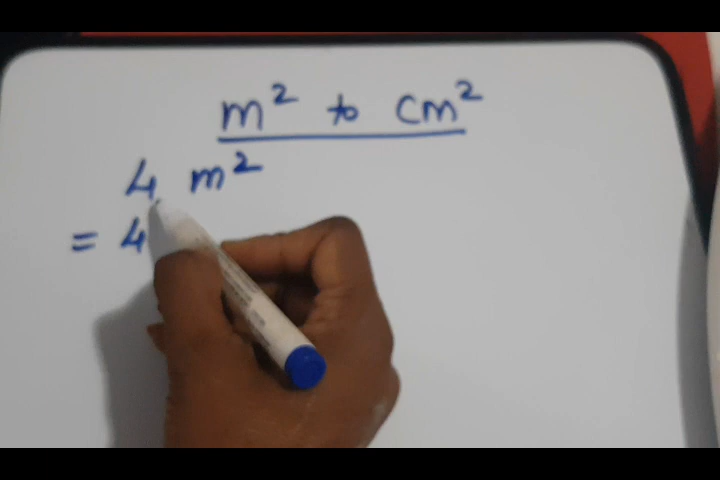 m² to cm²
4 m²
= 4